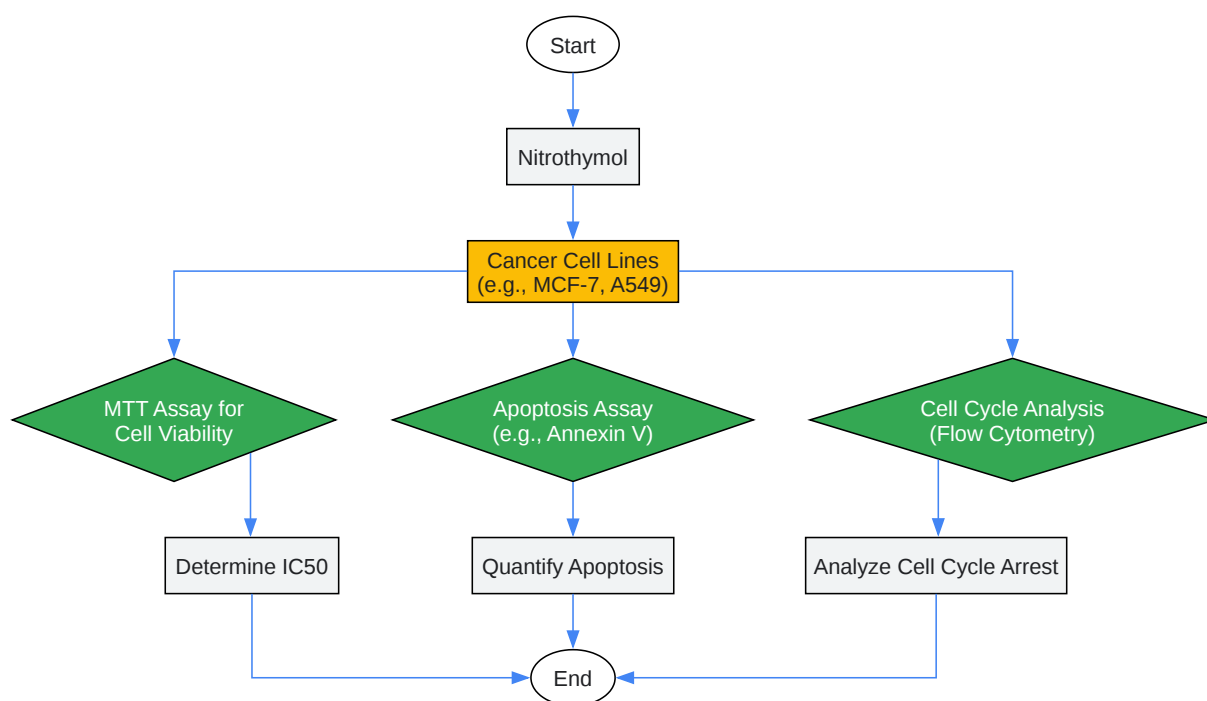 Start
Nitrothymol
Cancer Cell Lines
(e.g., MCF-7, A549)
MTT Assay for
Cell Viability
Apoptosis Assay
(e.g., Annexin V)
Cell Cycle Analysis
(Flow Cytometry)
Determine IC50
Quantify Apoptosis
Analyze Cell Cycle Arrest
End